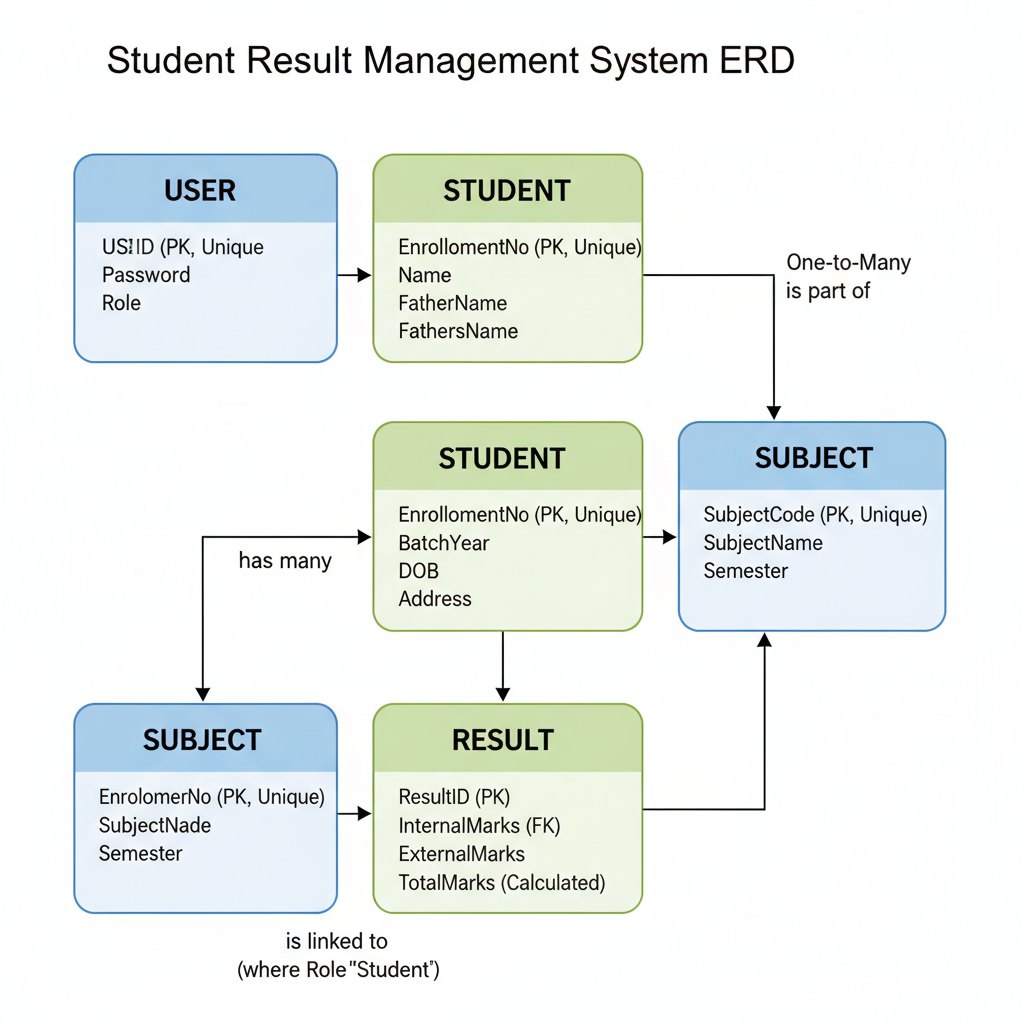 Student Result Management System ERD
USER
(PK, Unique
Password
Role
STUDENT
EnrollomentNo (PK, Unique)
Name
FatherName
FathersName
One-to-Many
is part of
STUDENT
EnrollomentNo (PK, Unique)
BatchYear
DOB
Address
SUBJECT
SubjectCode (PK, Unique)
SubjectName
Semester
has many
SUBJECT
EnrolomerNo (PK, Unique)
SubjectNade
Semester
RESULT
ResultID (PK)
InternalMarks (FK)
ExternalMarks
TotalMarks (Calculated)
is linked to
(where Role "Student')